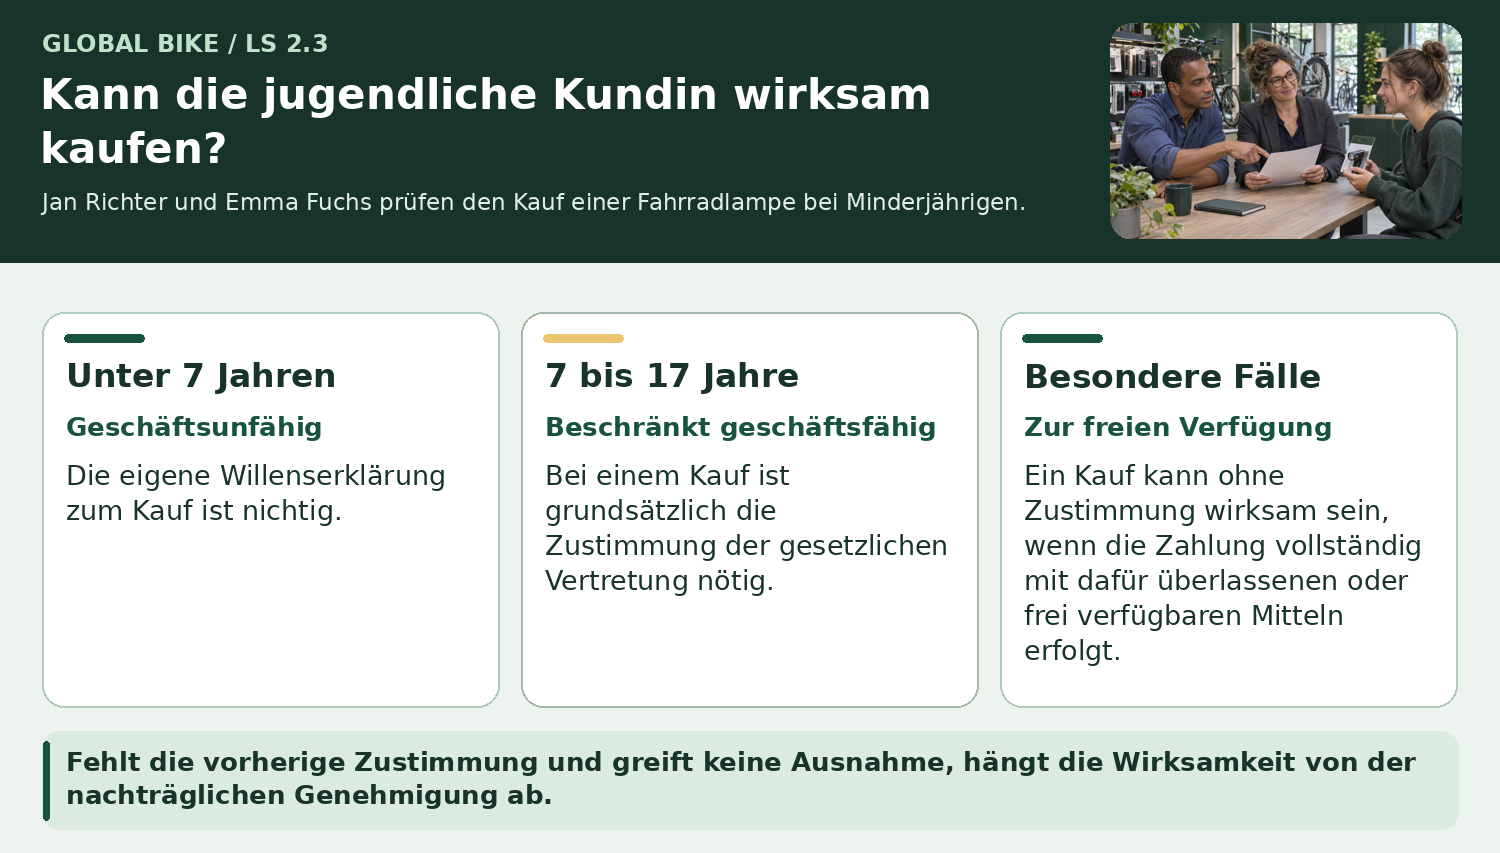 GLOBAL BIKE / LS 2.3
Kann die jugendliche Kundin wirksam
kaufen?
Jan Richter und Emma Fuchs prüfen den Kauf einer Fahrradlampe bei Minderjährigen.
Unter 7 Jahren
Geschäftsunfähig
Die eigene Willenserklärung
zum Kauf ist nichtig.
7 bis 17 Jahre
Beschränkt geschäftsfähig
Bei einem Kauf ist
grundsätzlich die
Zustimmung der gesetzlichen
Vertretung nötig.
Besondere Fälle
Zur freien Verfügung
Ein Kauf kann ohne
Zustimmung wirksam sein,
wenn die Zahlung vollständig
mit dafür überlassenen oder
frei verfügbaren Mitteln
erfolgt.
Fehlt die vorherige Zustimmung und greift keine Ausnahme, hängt die Wirksamkeit von der
nachträglichen Genehmigung ab.